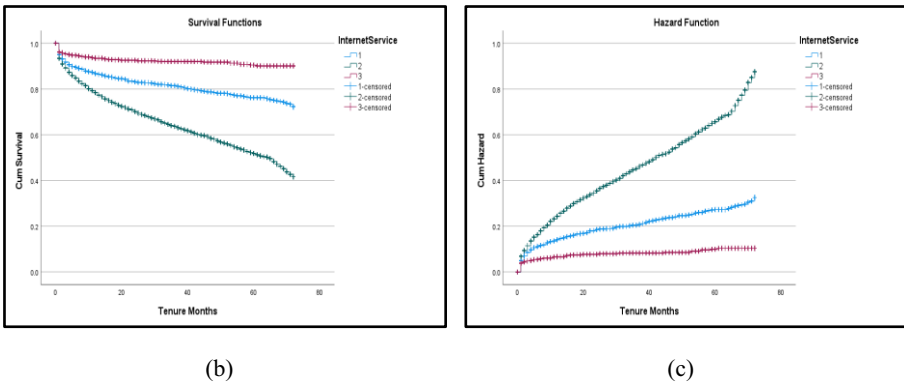 Survival Functions
InternetService
1
2
3
1-censored
2-censored
3-censored
Cum Survival
1.0
0.8
0.6
0.4
0.2
0.0
0 20 40 60 80
Tenure Months
(b)
Hazard Function
InternetService
1
2
3
1-censored
2-censored
3-censored
Cum Hazard
1.0
0.8
0.6
0.4
0.2
0.0
0 20 40 60 80
Tenure Months
(c)